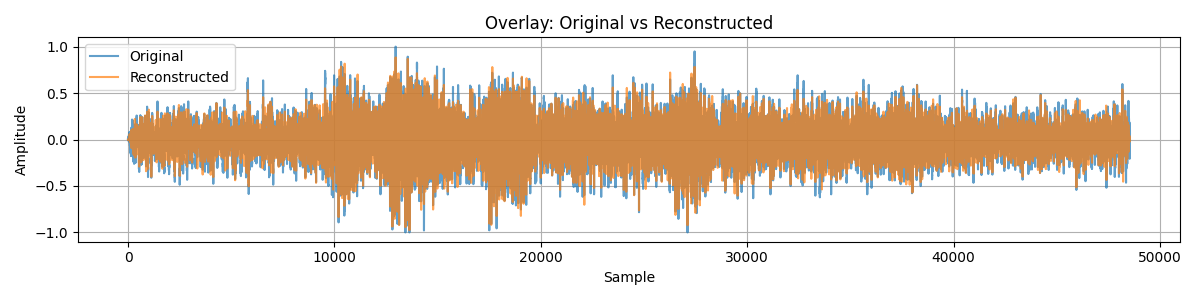 Overlay: Original vs Reconstructed
Original
Reconstructed
1.0
0.5
0.0
−0.5
−1.0
Amplitude
0 10000 20000 30000 40000 50000
Sample